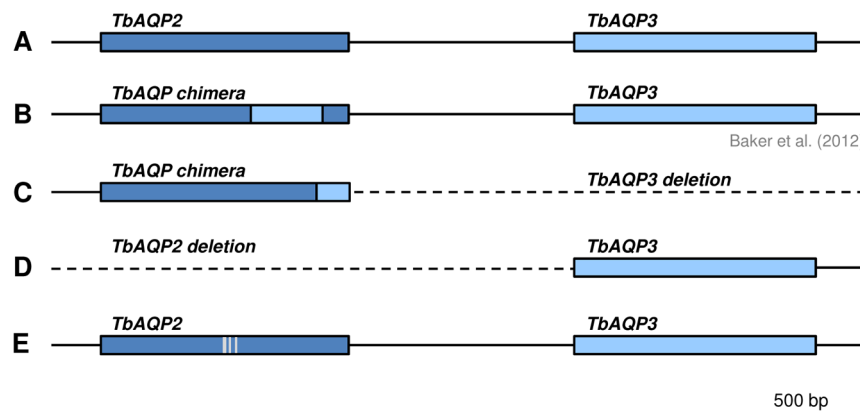 TbAQP2 TbAQP3
A
TbAQP chimera TbAQP3
B
Baker et al. (2012
TbAQP chimera TbAQP3 deletion
C
TbAQP2 deletion TbAQP3
D
TbAQP2 TbAQP3
E
500 bp